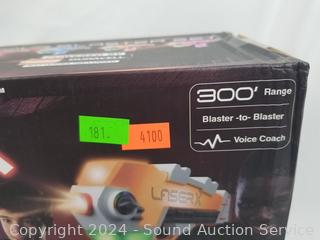 300' Range
Blaster -to- Blaster
Voice Coach
181.
4100
LASER X
Copyright 2024 - Sound Auction Service